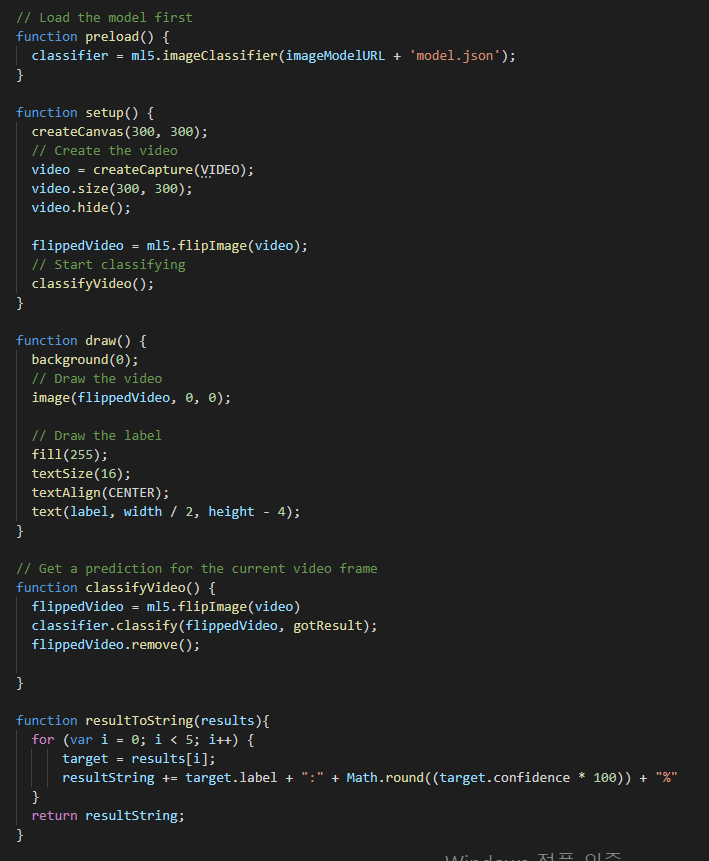 // Load the model first
function preload() {
  classifier = ml5.imageClassifier(imageModelURL + 'model.json');
}

function setup() {
  createCanvas(300, 300);
  // Create the video
  video = createCapture(VIDEO);
  video.size(300, 300);
  video.hide();

  flippedVideo = ml5.flipImage(video);
  // Start classifying
  classifyVideo();
}

function draw() {
  background(0);
  // Draw the video
  image(flippedVideo, 0, 0);

  // Draw the label
  fill(255);
  textSize(16);
  textAlign(CENTER);
  text(label, width / 2, height - 4);
}

// Get a prediction for the current video frame
function classifyVideo() {
  flippedVideo = ml5.flipImage(video)
  classifier.classify(flippedVideo, gotResult);
  flippedVideo.remove();

}

function resultToString(results){
  for (var i = 0; i < 5; i++) {
      target = results[i];
      resultString += target.label + ":" + Math.round((target.confidence * 100)) + "%"
  }
  return resultString;
}
Windows 정품 인증